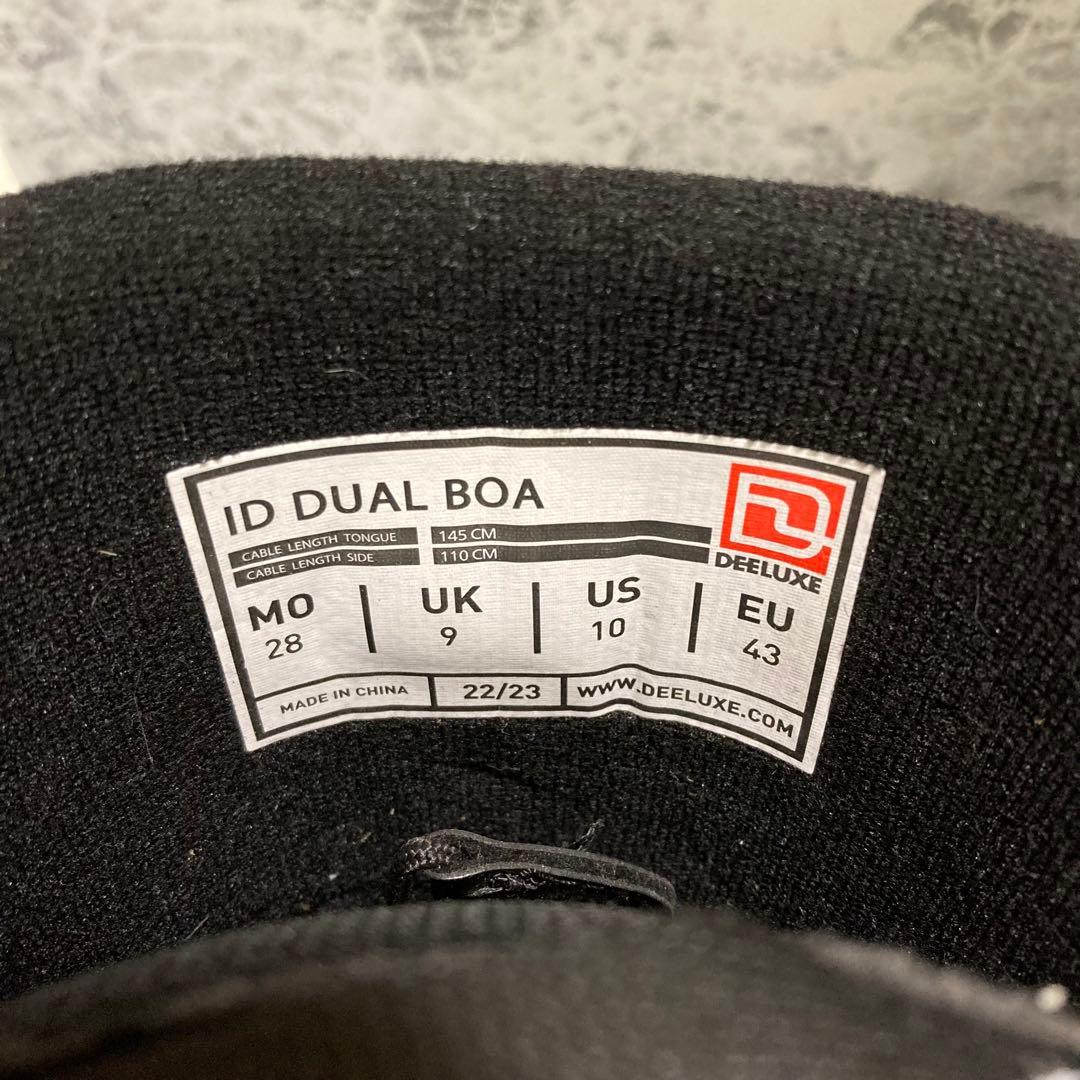 ID DUAL BOA
CABLE LENGTH TONGUE 145 CM
CABLE LENGTH SIDE 110 CM
DEELUXE
MO UK US EU
28 9 10 43
MADE IN CHINA 22/23 WWW.DEELUXE.COM